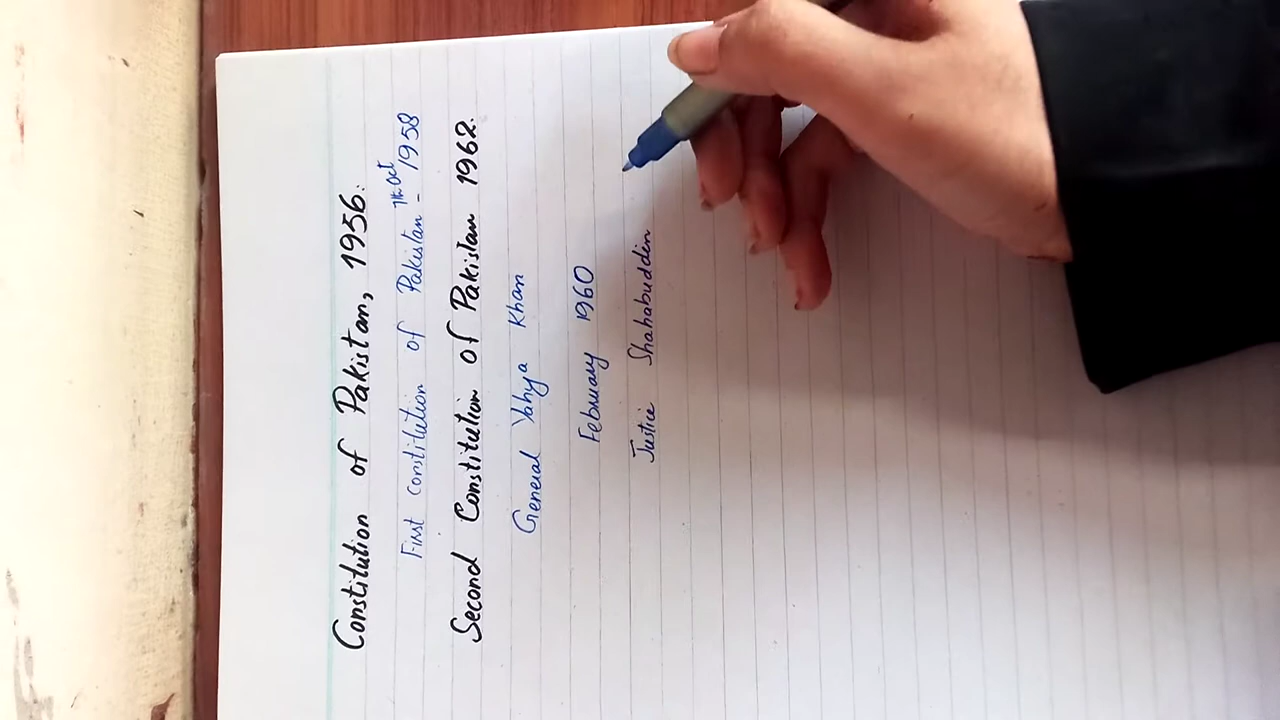 Constitution of Pakistan, 1956:
First constitution of Pakistan - 7th Oct 1958
Second Constitution of Pakistan 1962.
General Yahya Khan
February 1960
Justice Shahabuddin